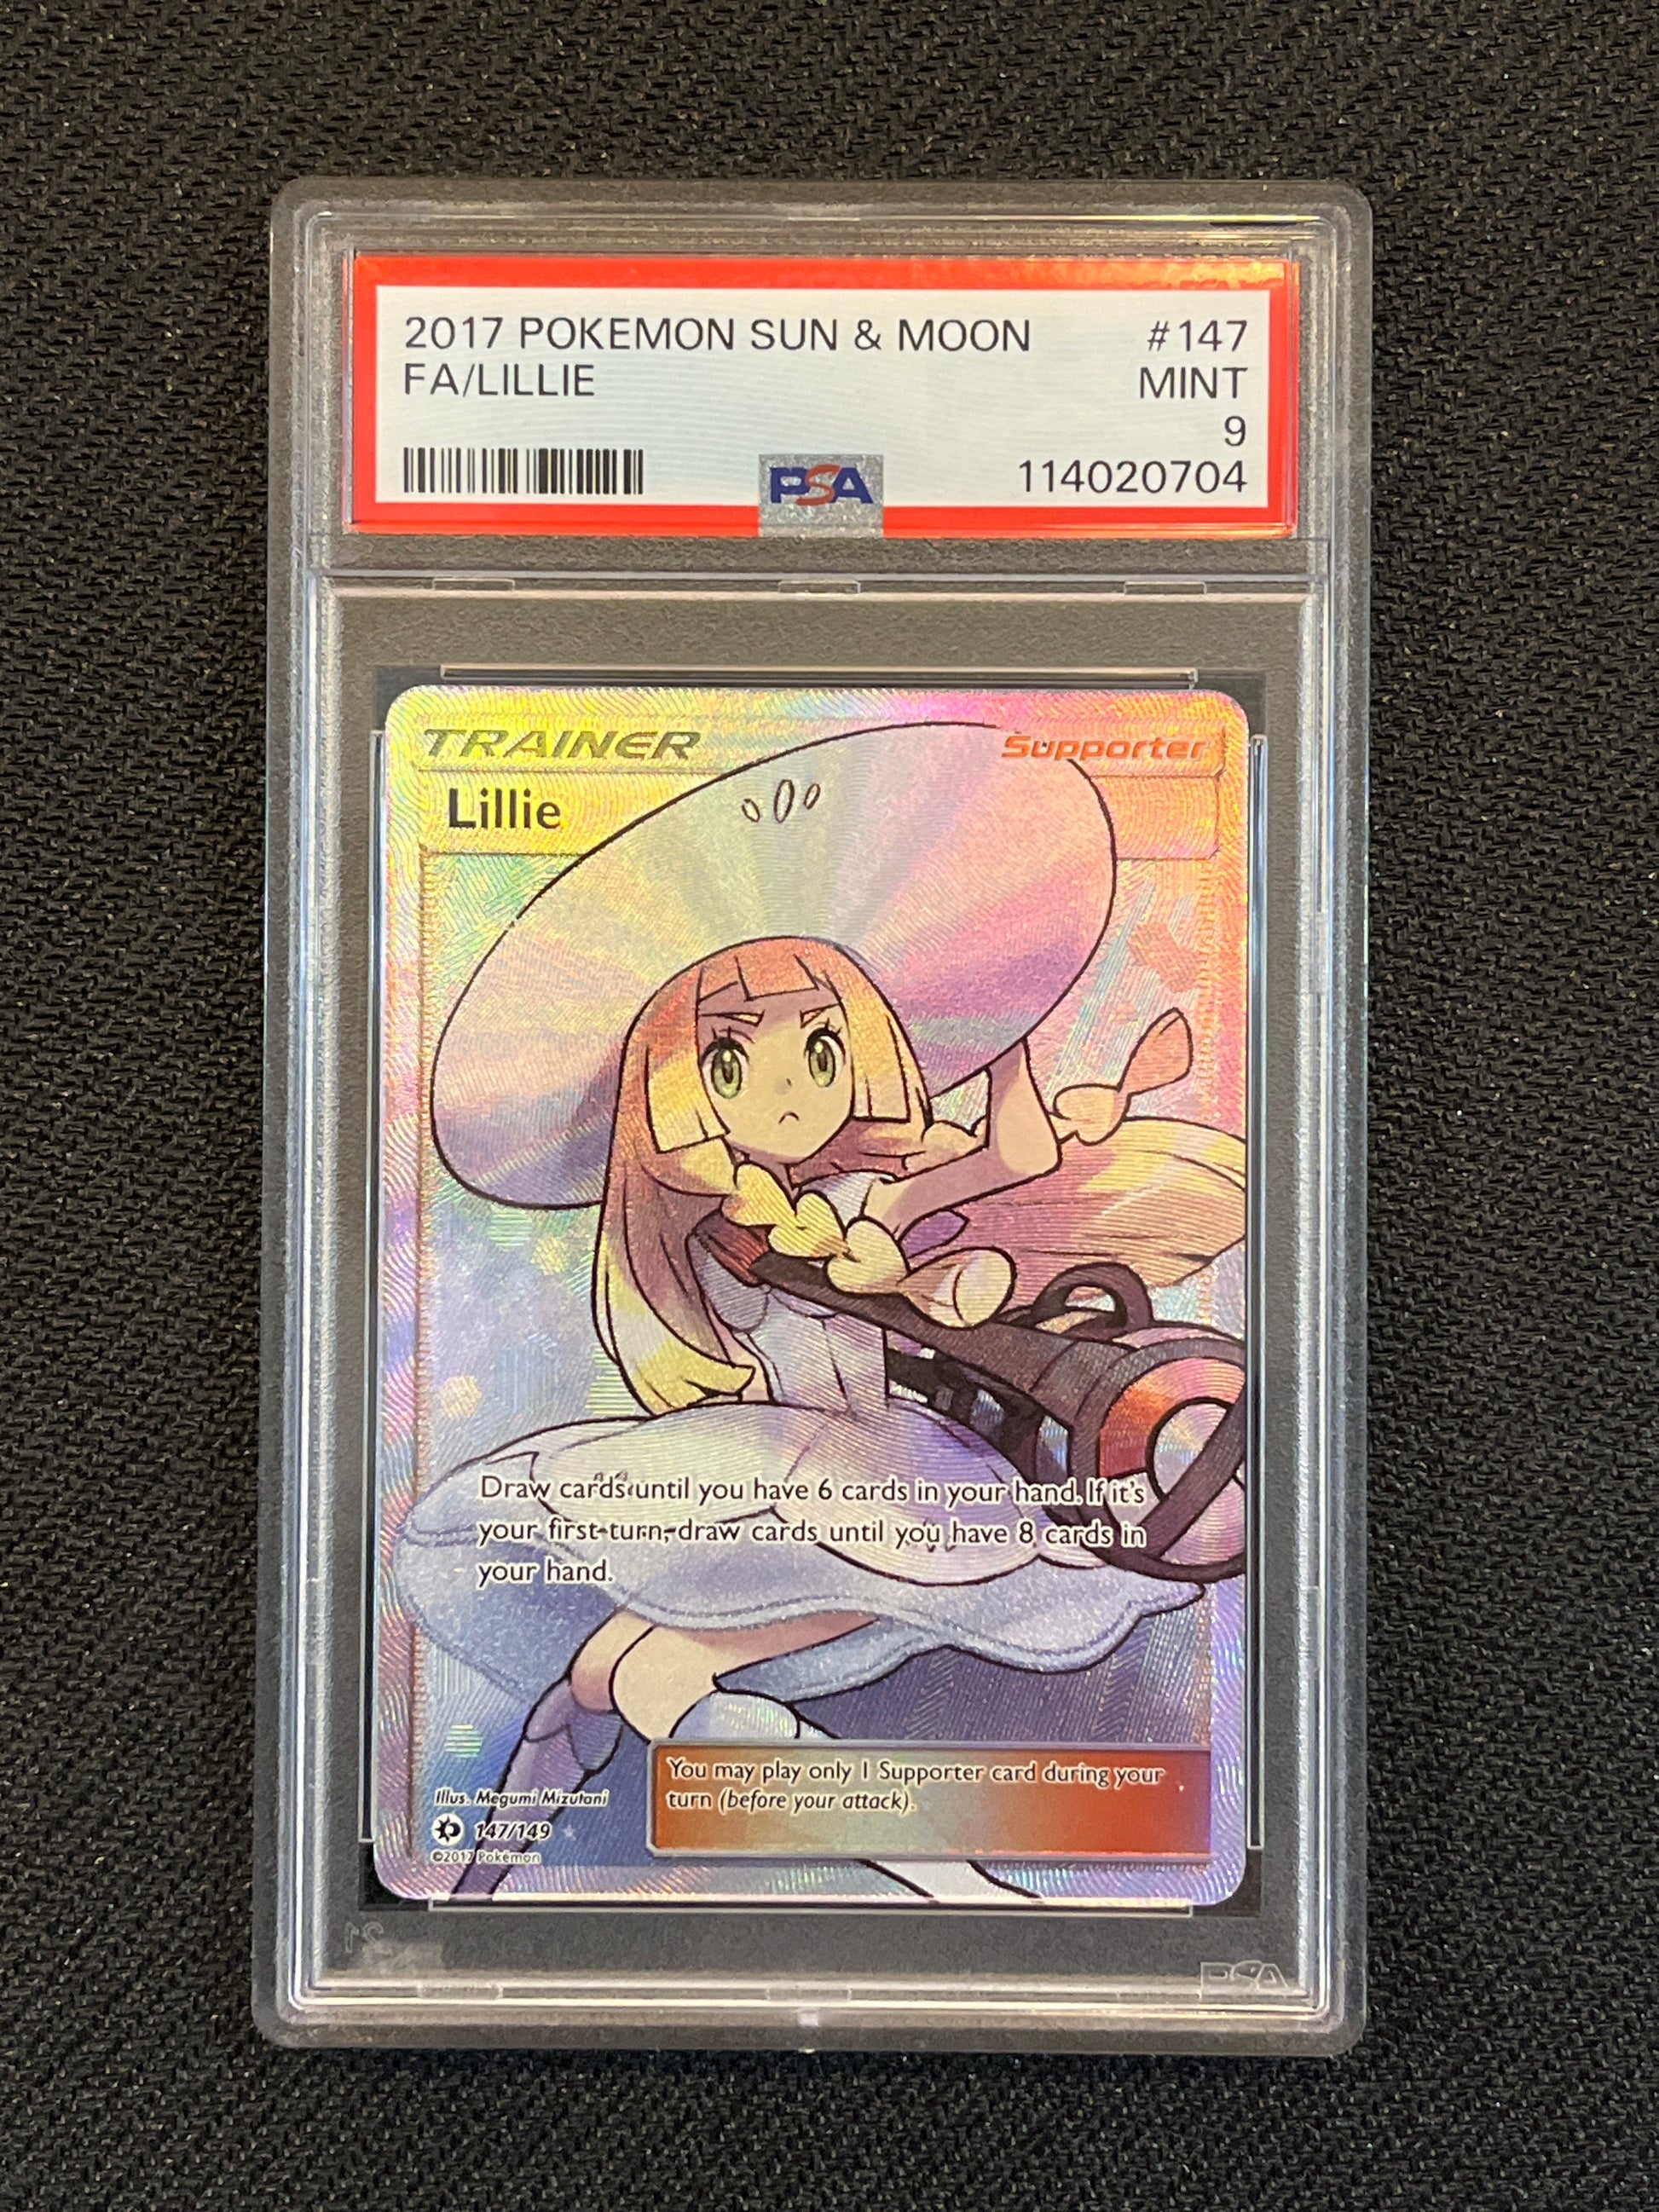 2017 POKEMON SUN & MOON #147
FA/LILLIE MINT
9
PSA 114020704
TRAINER Supporter
Lillie
Draw cards until you have 6 cards in your hand. If it's
your first turn, draw cards until you have 8 cards in
your hand.
You may play only 1 Supporter card during your
turn (before your attack).
Illus. Megumi Mizutani
147/149
©2017 Pokémon
PSA